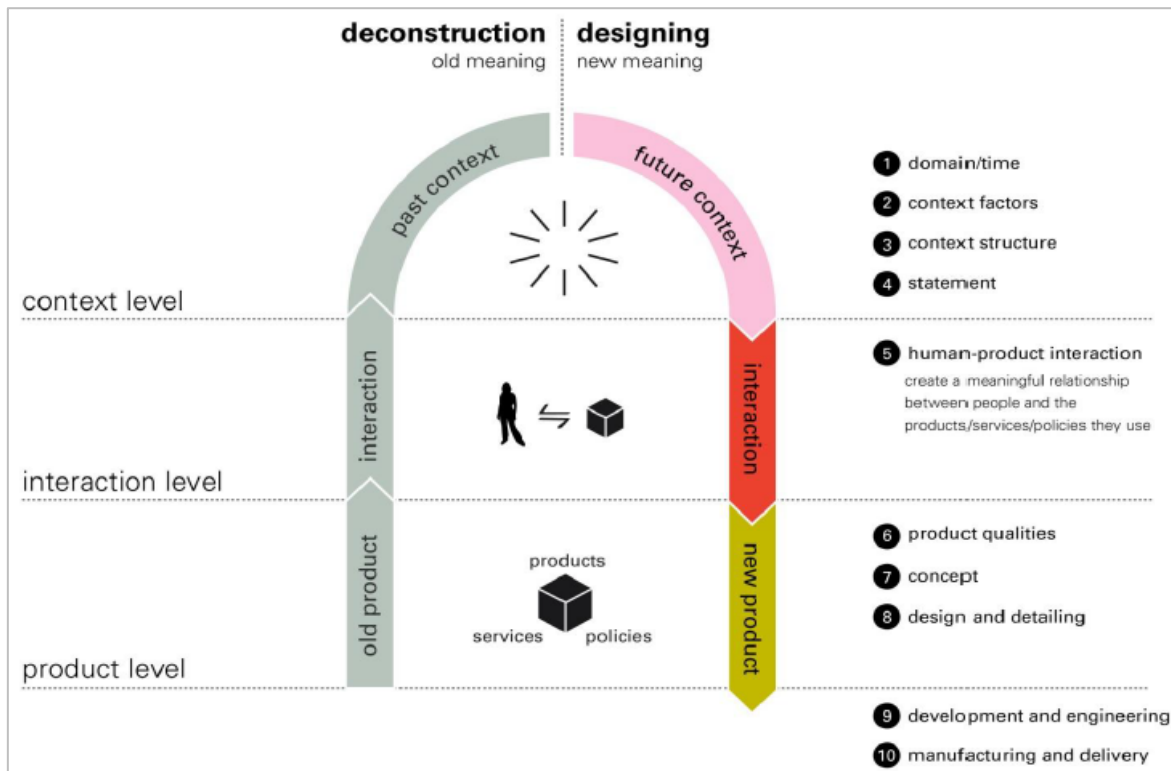 deconstruction
old meaning
designing
new meaning
past context
future context
1 domain/time
2 context factors
3 context structure
4 statement
context level
interaction
interaction
5 human-product interaction
create a meaningful relationship
between people and the
products/services/policies they use
interaction level
old product
products
services
policies
new product
6 product qualities
7 concept
8 design and detailing
product level
9 development and engineering
10 manufacturing and delivery